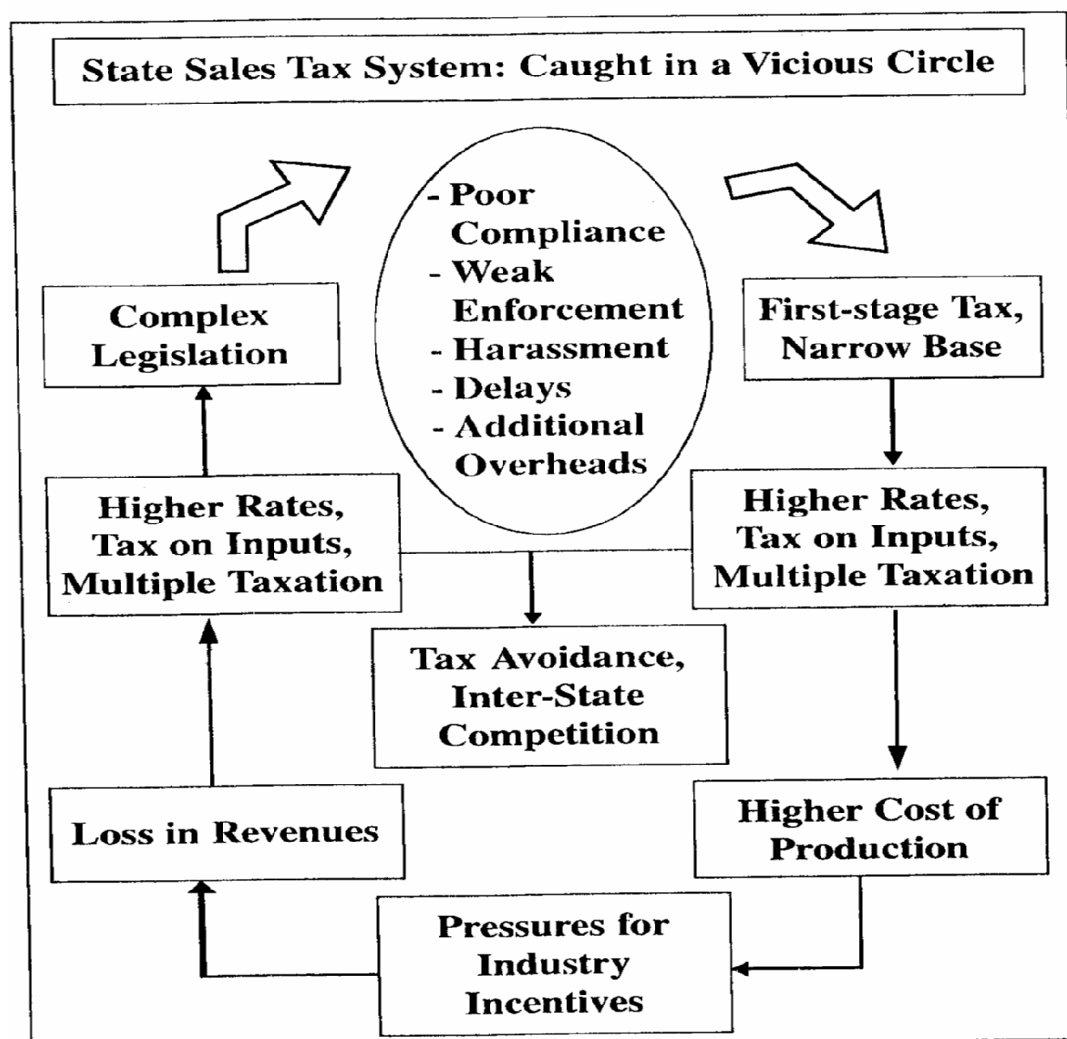 State Sales Tax System: Caught in a Vicious Circle
- Poor
Compliance
- Weak
Enforcement
- Harassment
- Delays
- Additional
Overheads
Complex
Legislation
First-stage Tax,
Narrow Base
Higher Rates,
Tax on Inputs,
Multiple Taxation
Higher Rates,
Tax on Inputs,
Multiple Taxation
Tax Avoidance,
Inter-State
Competition
Loss in Revenues
Higher Cost of
Production
Pressures for
Industry
Incentives